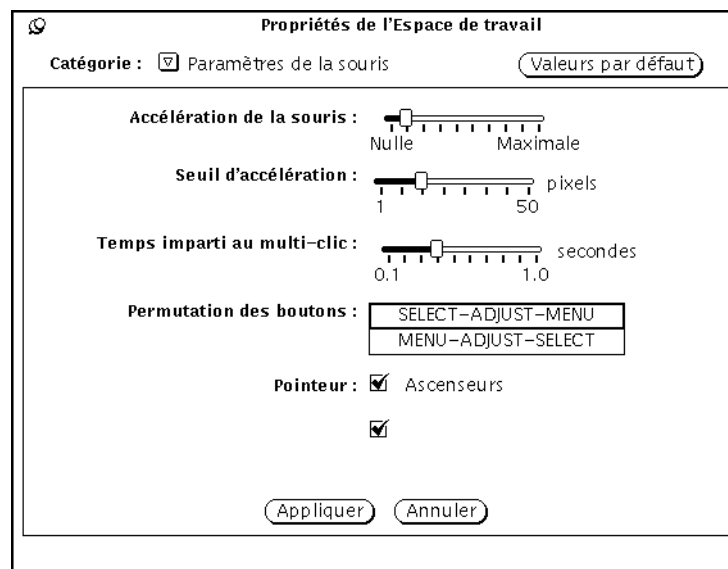 Propriétés de l'Espace de travail
Catégorie : Paramètres de la souris Valeurs par défaut
Accélération de la souris :
Nulle Maximale
Seuil d'accélération : pixels
1 50
Temps imparti au multi-clic : secondes
0.1 1.0
Permutation des boutons : SELECT-ADJUST-MENU
MENU-ADJUST-SELECT
Pointeur : Ascenseurs
Appliquer Annuler